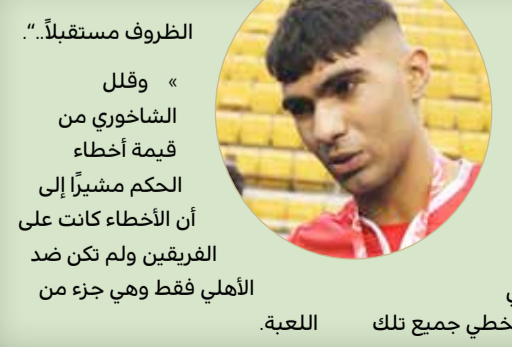 الظروف مستقبلاً..“.
» وقلل
الشاخوري من
قيمة أخطاء
الحكم مشيرًا إلى
أن الأخطاء كانت على
الفريقين ولم تكن ضد
الأهلي فقط وهي جزء من
اللعبة.
جميع تلك